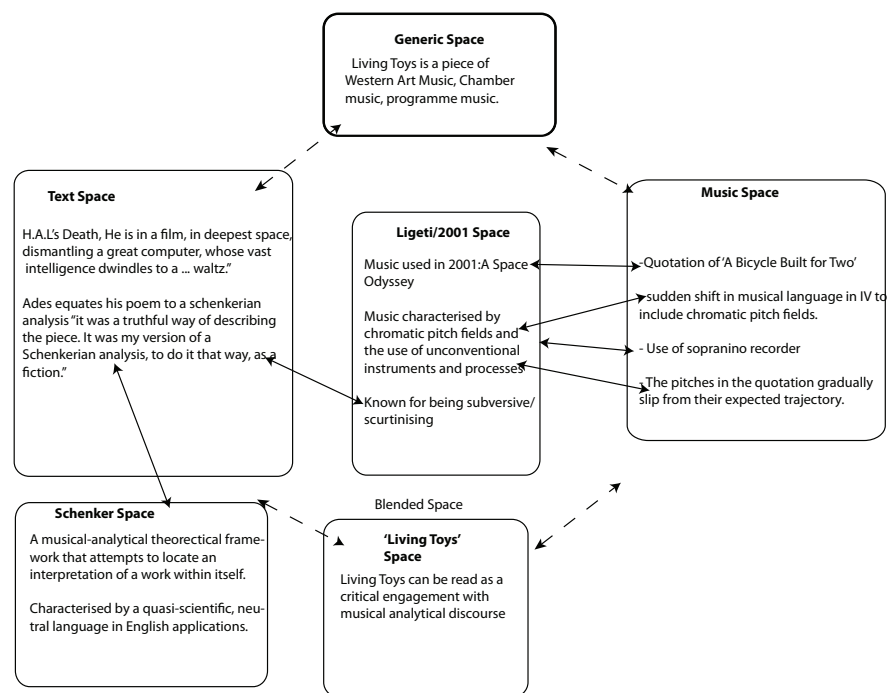 Generic Space
Living Toys is a piece of
Western Art Music, Chamber
music, programme music.
Text Space
H.A.L's Death, He is in a film, in deepest space,
dismantling a great computer, whose vast
intelligence dwindles to a ... waltz."
Ades equates his poem to a schenkerian
analysis "it was a truthful way of describing
the piece. It was my version of a
Schenkerian analysis, to do it that way, as a
fiction."
Ligeti/2001 Space
Music used in 2001:A Space
Odyssey
Music characterised by
chromatic pitch fields and
the use of unconventional
instruments and processes
Known for being subversive/
scurtinising
Music Space
-Quotation of 'A Bicycle Built for Two'
- sudden shift in musical language in IV to
include chromatic pitch fields.
- Use of sopranino recorder
- The pitches in the quotation gradually
slip from their expected trajectory.
Schenker Space
A musical-analytical theorectical frame-
work that attempts to locate an
interpretation of a work within itself.
Characterised by a quasi-scientific, neu-
tral language in English applications.
Blended Space
'Living Toys'
Space
Living Toys can be read as a
critical engagement with
musical analytical discourse